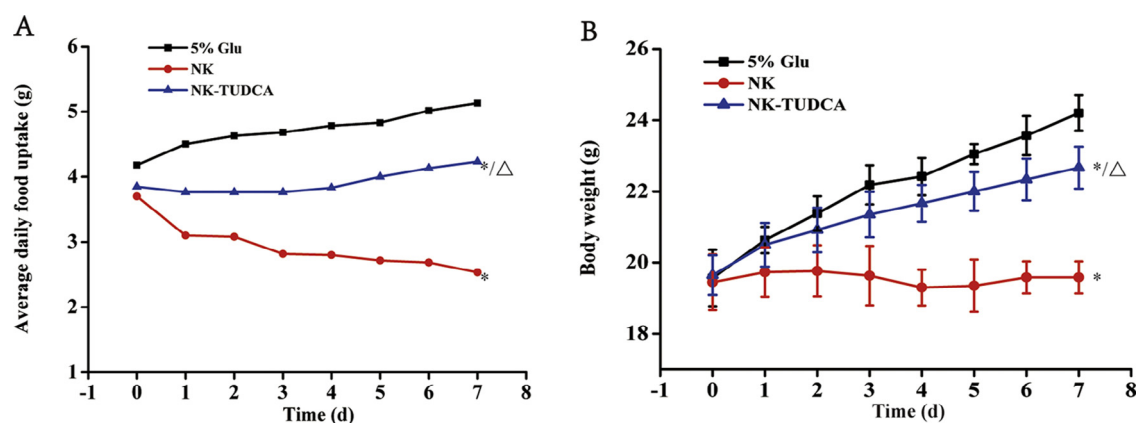 A
Average daily food uptake (g)
6
5
4
3
2
1
5% Glu
NK
NK-TUDCA
*/△
*
-1 0 1 2 3 4 5 6 7 8
Time (d)
B
Body weight (g)
26
24
22
20
18
5% Glu
NK
NK-TUDCA
*/△
*
-1 0 1 2 3 4 5 6 7 8
Time (d)